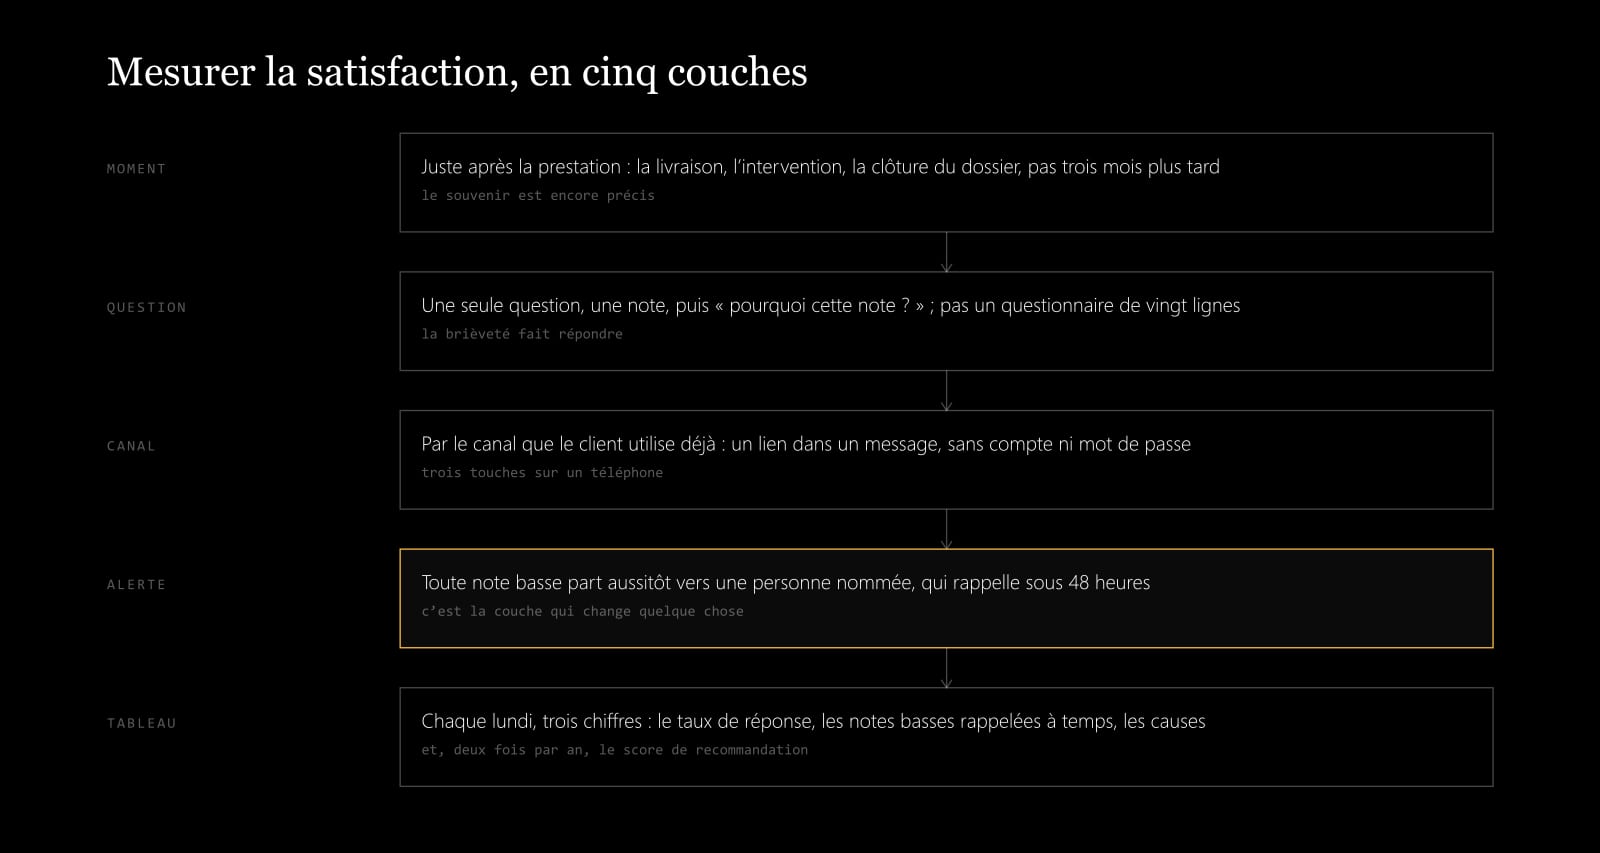 Mesurer la satisfaction, en cinq couches
MOMENT
Juste après la prestation : la livraison, l’intervention, la clôture du dossier, pas trois mois plus tard
le souvenir est encore précis
QUESTION
Une seule question, une note, puis « pourquoi cette note ? » ; pas un questionnaire de vingt lignes
la brièveté fait répondre
CANAL
Par le canal que le client utilise déjà : un lien dans un message, sans compte ni mot de passe
trois touches sur un téléphone
ALERTE
Toute note basse part aussitôt vers une personne nommée, qui rappelle sous 48 heures
c’est la couche qui change quelque chose
TABLEAU
Chaque lundi, trois chiffres : le taux de réponse, les notes basses rappelées à temps, les causes
et, deux fois par an, le score de recommandation